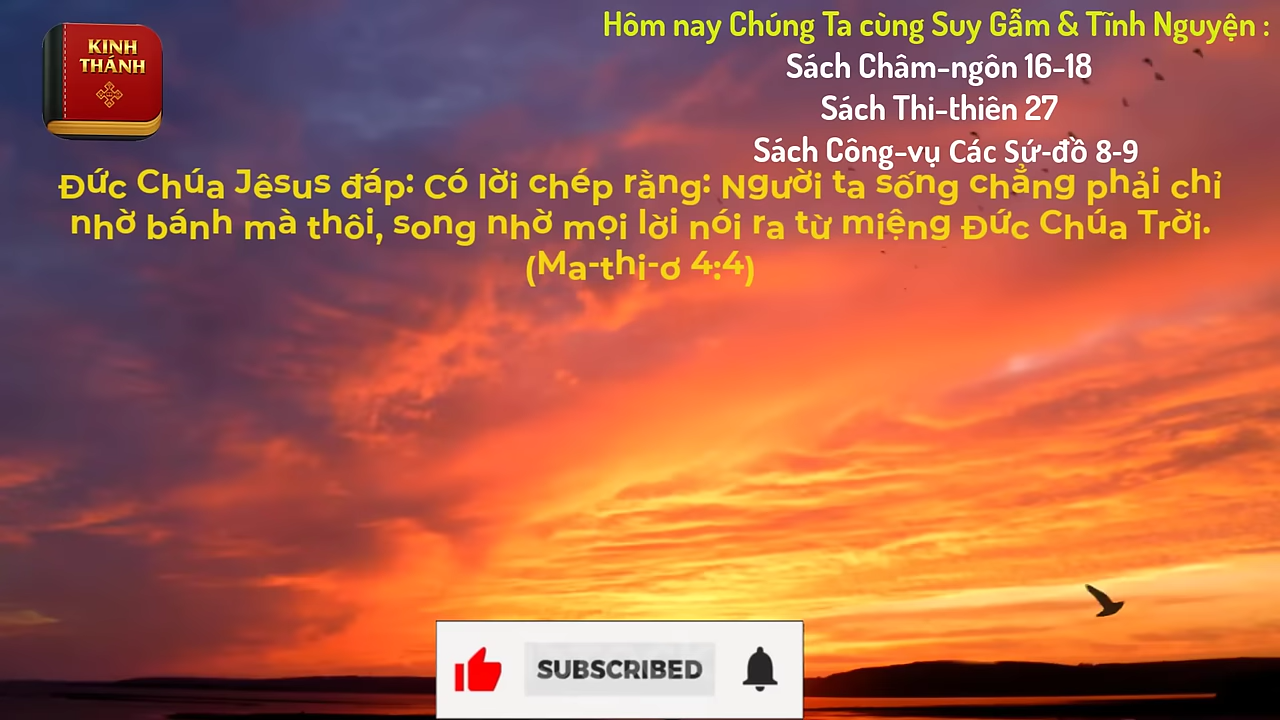 KINH
THÁNH
Hôm nay Chúng Ta cùng Suy Gẫm & Tĩnh Nguyện :
Sách Châm-ngôn 16-18
Sách Thi-thiên 27
Sách Công-vụ Các Sứ-đồ 8-9
Đức Chúa Jêsus đáp: Có lời chép rằng: Người ta sống chẳng phải chỉ
nhờ bánh mà thôi, song nhờ mọi lời nói ra từ miệng Đức Chúa Trời.
(Ma-thi-ơ 4:4)
SUBSCRIBED